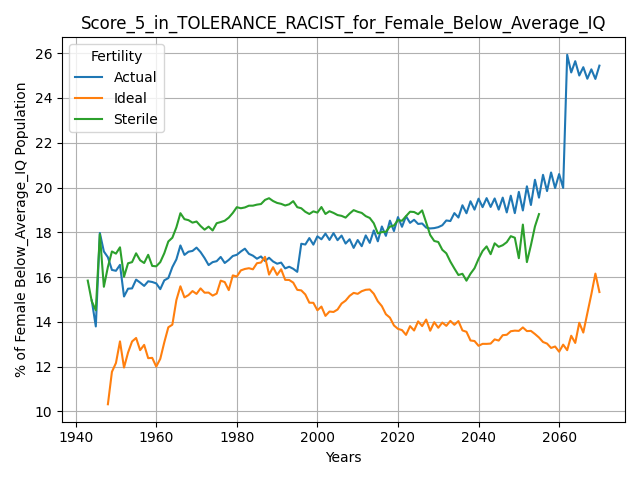 Score_5_in_TOLERANCE_RACIST_for_Female_Below_Average_IQ
Fertility
Actual
Ideal
Sterile
% of Female Below_Average_IQ Population
26
24
22
20
18
16
14
12
10
1940
1960
1980
2000
2020
2040
2060
Years